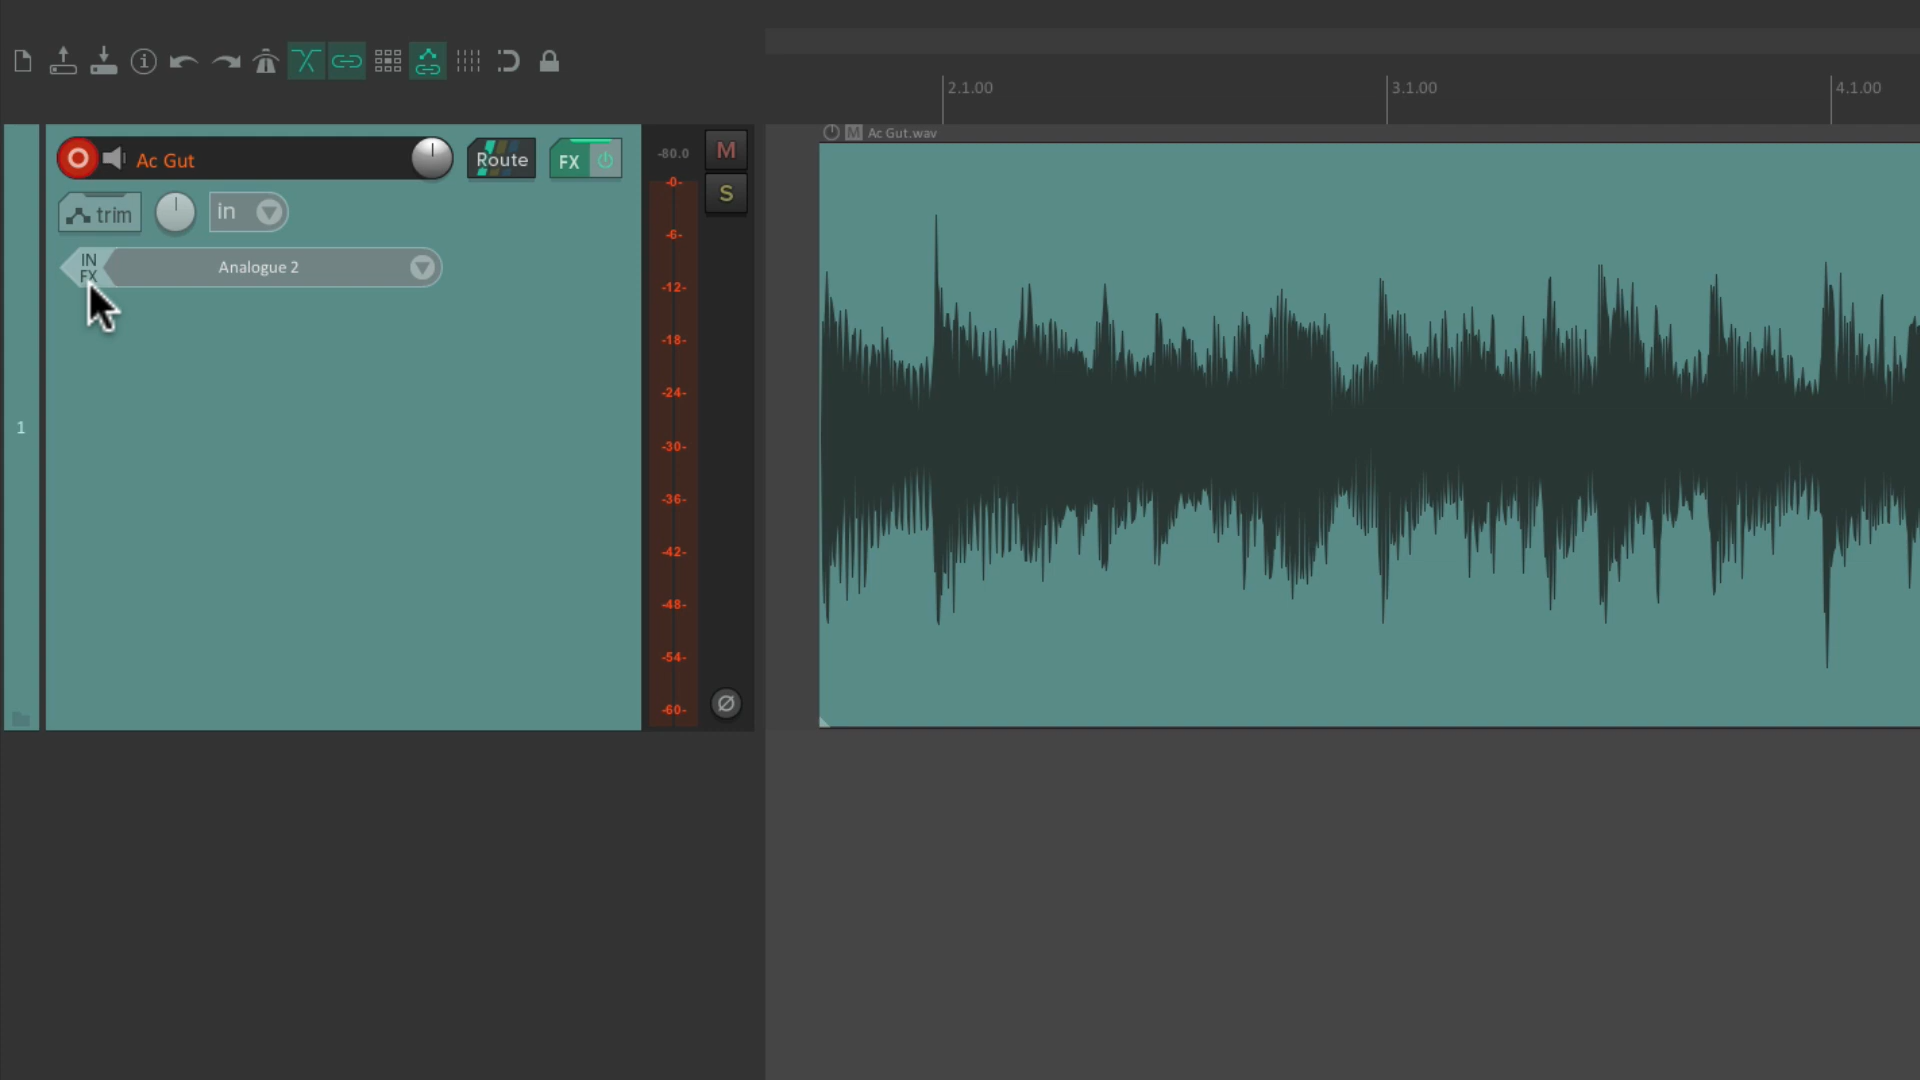 2.1.00 3.1.00 4.1.00
M Ac Gut.wav
Ac Gut Route FX -80.0 M
-0-
S
trim in
-6-
IN
FX
Analogue 2
-12-
-18-
-24-
1
-30-
-36-
-42-
-48-
-54-
-60-